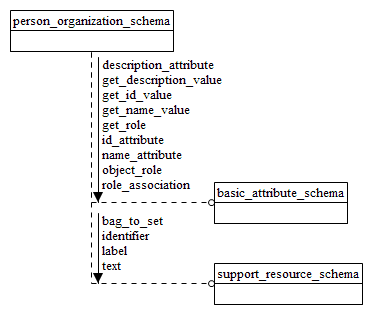 person_organization_schema
description_attribute
get_description_value
get_id_value
get_name_value
get_role
id_attribute
name_attribute
object_role
role_association
basic_attribute_schema
bag_to_set
identifier
label
text
support_resource_schema